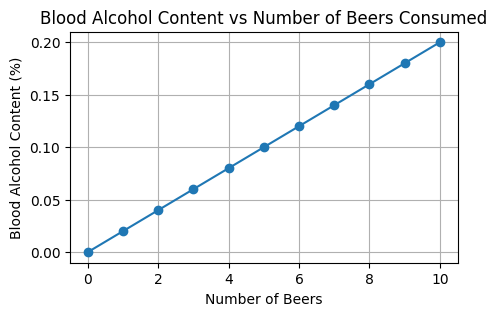 Blood Alcohol Content vs Number of Beers Consumed
Blood Alcohol Content (%)
0.20
0.15
0.10
0.05
0.00
0 2 4 6 8 10
Number of Beers